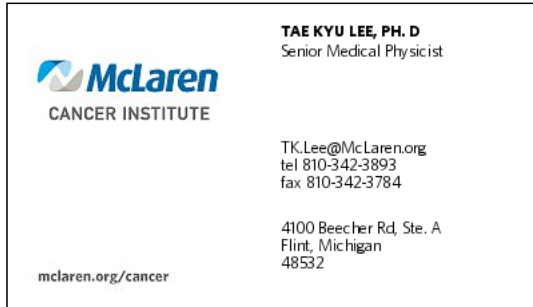 McLaren
CANCER INSTITUTE
mclaren.org/cancer
TAE KYU LEE, PH. D
Senior Medical Physicist
TK.Lee@McLaren.org
tel 810-342-3893
fax 810-342-3784
4100 Beecher Rd, Ste. A
Flint, Michigan
48532